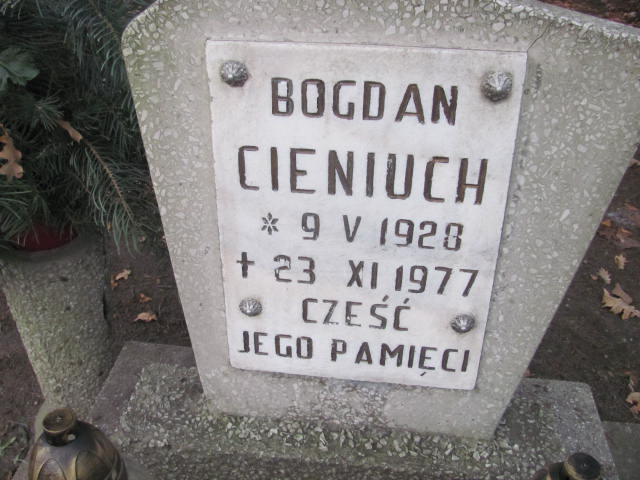 BOGDAN
CIENIUCH
* 9 V 1928
+ 23 XI 1977
CZEŚĆ
JEGO PAMIĘCI